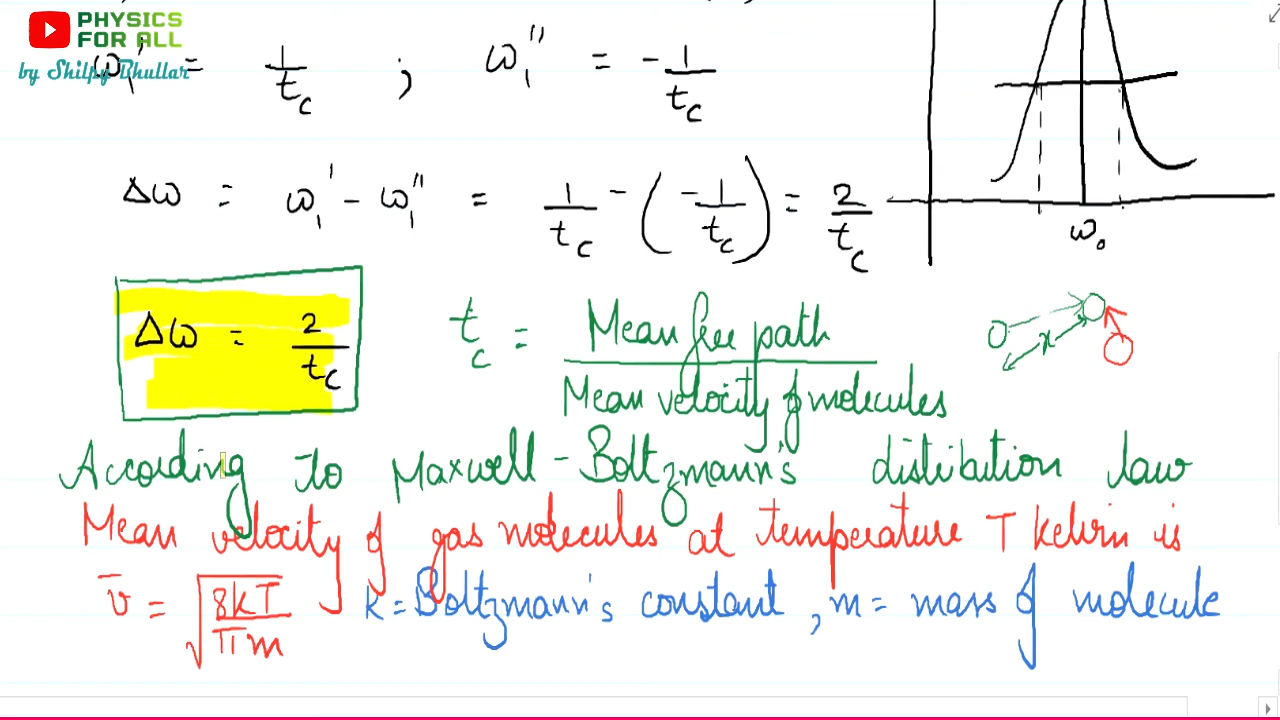 PHYSICS
FOR ALL
by Shilpy Bhullar
ω₁' = 1/t_c ; ω₁'' = - 1/t_c
Δω = ω₁' - ω₁'' = 1/t_c - (-1/t_c) = 2/t_c
ω₀
Δω = 2/t_c
t_c = Mean free path / Mean velocity of molecules
x
According to Maxwell-Boltzmann's distibution law
Mean velocity of gas molecules at temperature T kelvin is
v̄ = √(8kT/πm) k = Boltzmann's constant, m = mass of molecule